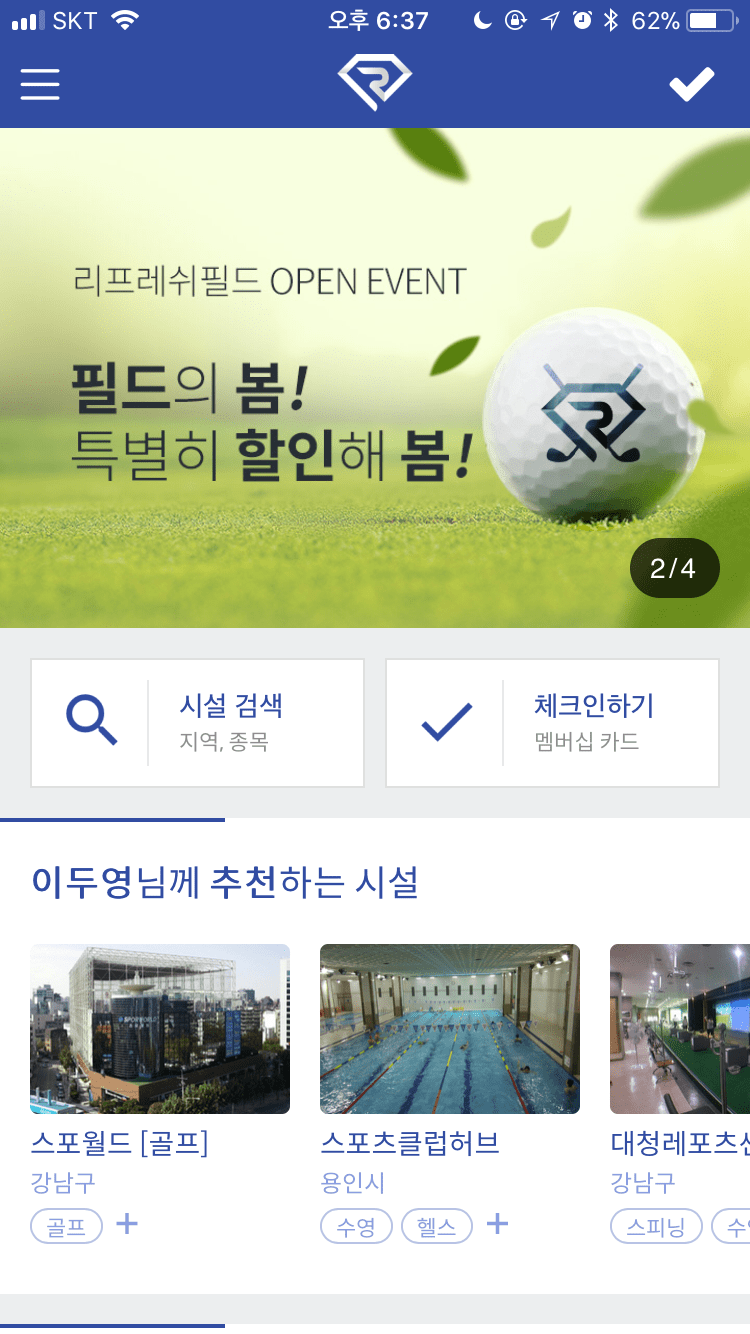 SKT 오후 6:37 62%
리프레쉬필드 OPEN EVENT
필드의 봄!
특별히 할인해 봄!
2/4
시설 검색
지역, 종목
체크인하기
멤버십 카드
이두영님께 추천하는 시설
스포월드 [골프]
강남구
골프 +
스포츠클럽허브
용인시
수영 헬스 +
대청레포츠
강남구
스피닝